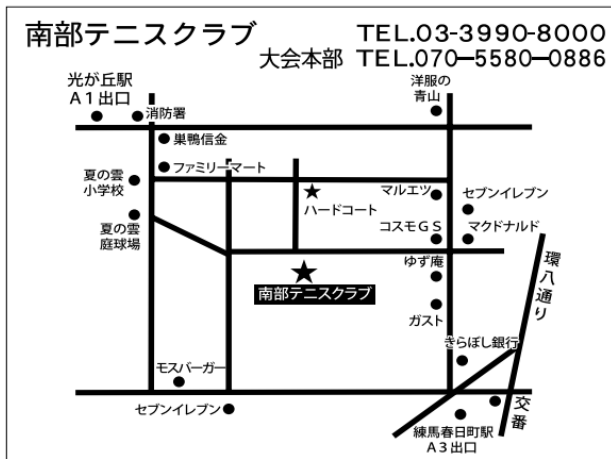 南部テニスクラブ
TEL.03-3990-8000
大会本部 TEL.070-5580-0886
光が丘駅
A1出口
消防署
洋服の
青山
巣鴨信金
ファミリーマート
夏の雲
小学校
ハードコート
マルエツ
セブンイレブン
夏の雲
庭球場
コスモGS
マクドナルド
ゆず庵
南部テニスクラブ
環八通り
ガスト
きらぼし銀行
モスバーガー
セブンイレブン
交番
練馬春日町駅
A3出口